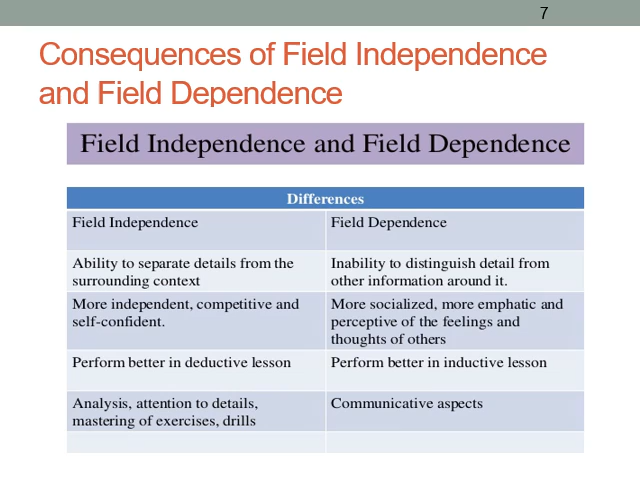 7
Consequences of Field Independence
and Field Dependence
Field Independence and Field Dependence
Differences
Field Independence
Field Dependence
Ability to separate details from the
surrounding context
Inability to distinguish detail from
other information around it.
More independent, competitive and
self-confident.
More socialized, more emphatic and
perceptive of the feelings and
thoughts of others
Perform better in deductive lesson
Perform better in inductive lesson
Analysis, attention to details,
mastering of exercises, drills
Communicative aspects